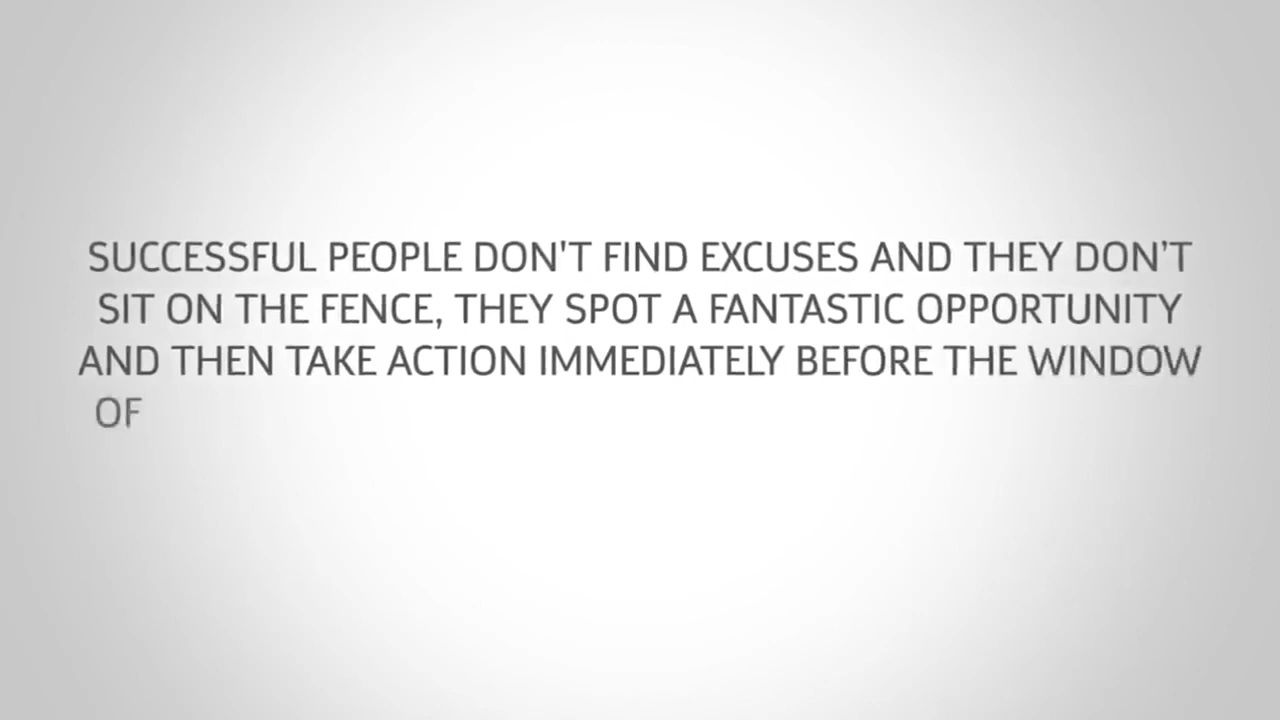 SUCCESSFUL PEOPLE DON'T FIND EXCUSES AND THEY DON’T
SIT ON THE FENCE, THEY SPOT A FANTASTIC OPPORTUNITY
AND THEN TAKE ACTION IMMEDIATELY BEFORE THE WINDOW
OF